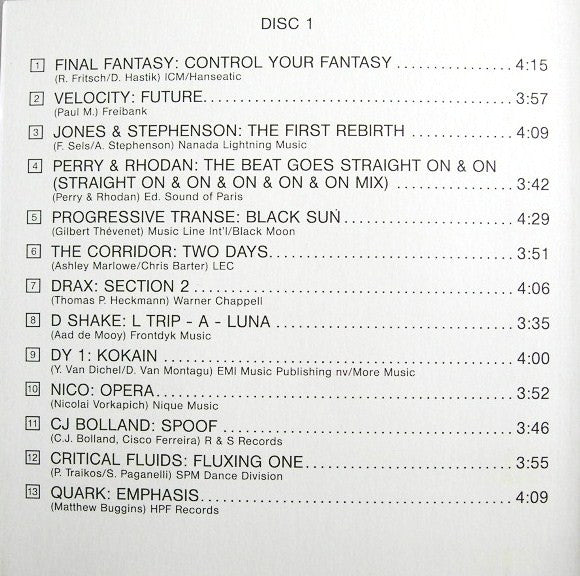 DISC 1
1 FINAL FANTASY: CONTROL YOUR FANTASY ................ 4:15
(R. Fritsch/D. Hastik) ICM/Hanseatic
2 VELOCITY: FUTURE................ 3:57
(Paul M.) Freibank
3 JONES & STEPHENSON: THE FIRST REBIRTH ................ 4:09
(F. Sels/A. Stephenson) Nanada Lightning Music
4 PERRY & RHODAN: THE BEAT GOES STRAIGHT ON & ON
(STRAIGHT ON & ON & ON & ON & ON MIX) ................ 3:42
(Perry & Rhodan) Ed. Sound of Paris
5 PROGRESSIVE TRANSE: BLACK SUN ................ 4:29
(Gilbert Thévenet) Music Line Int'l/Black Moon
6 THE CORRIDOR: TWO DAYS................ 3:51
(Ashley Marlowe/Chris Barter) LEC
7 DRAX: SECTION 2 ................ 4:06
(Thomas P. Heckmann) Warner Chappell
8 D SHAKE: L TRIP - A - LUNA ................ 3:35
(Aad de Mooy) Frontdyk Music
9 DY 1: KOKAIN ................ 4:00
(Y. Van Dichel/D. Van Montagu) EMI Music Publishing nv/More Music
10 NICO: OPERA................ 3:52
(Nicolai Vorkapich) Nique Music
11 CJ BOLLAND: SPOOF ................ 3:46
(C.J. Bolland, Cisco Ferreira) R & S Records
12 CRITICAL FLUIDS: FLUXING ONE................ 3:55
(P. Traikos/S. Paganelli) SPM Dance Division
13 QUARK: EMPHASIS................ 4:09
(Matthew Buggins) HPF Records